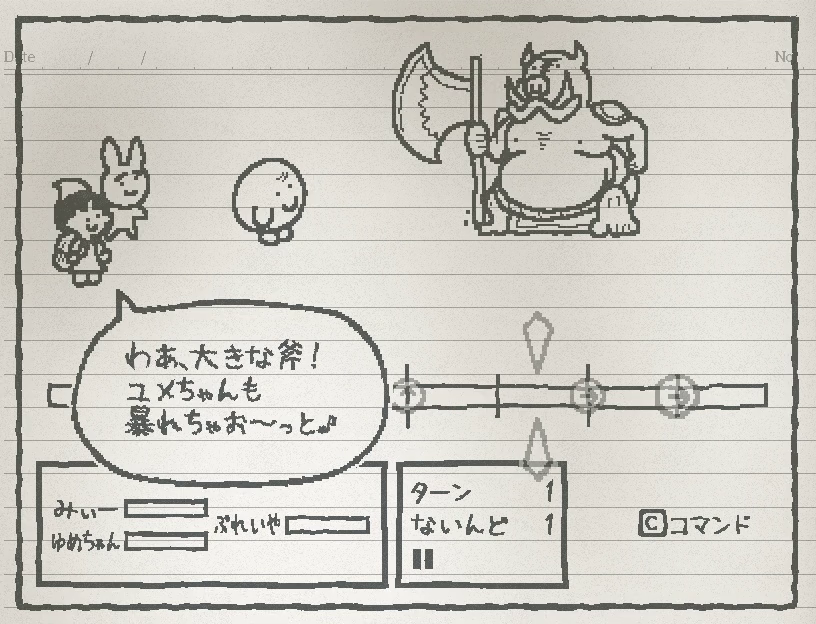 Date / /
No
わあ、大きな斧!
ユメちゃんも
暴れちゃお〜っと♪
みぃー
ゆめちゃん
ぷれいや
ターン 1
ないんど 1
Cコマンド